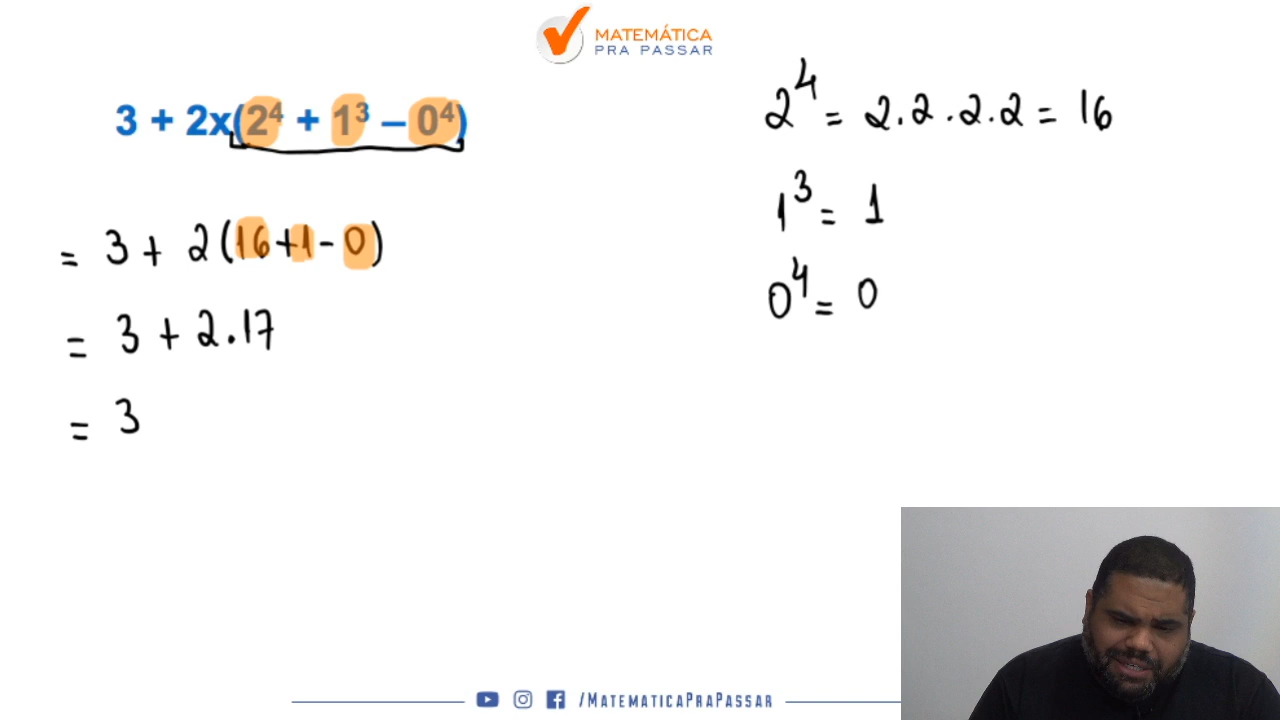 MATEMÁTICA
PRA PASSAR
3 + 2x(2⁴ + 1³ – 0⁴)
= 3 + 2(16+1-0)
= 3 + 2.17
= 3
2⁴ = 2.2.2.2 = 16
1³ = 1
0⁴ = 0
/MATEMATICAPRAPASSAR